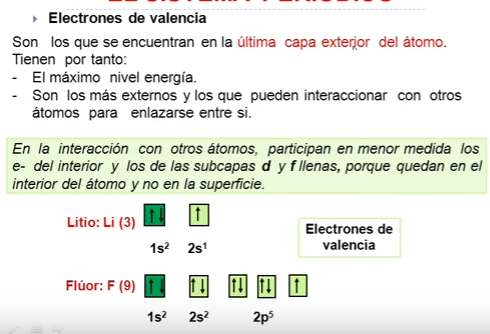 Electrones de valencia
Son los que se encuentran en la última capa exterior del átomo.
Tienen por tanto:
- El máximo nivel energía.
- Son los más externos y los que pueden interaccionar con otros
átomos para enlazarse entre si.
En la interacción con otros átomos, participan en menor medida los
e- del interior y los de las subcapas d y f llenas, porque quedan en el
interior del átomo y no en la superficie.
Litio: Li (3) ↑↓ ↑
1s² 2s¹
Electrones de
valencia
Flúor: F (9) ↑↓ ↑↓ ↑↓ ↑↓ ↑
1s² 2s² 2p⁵